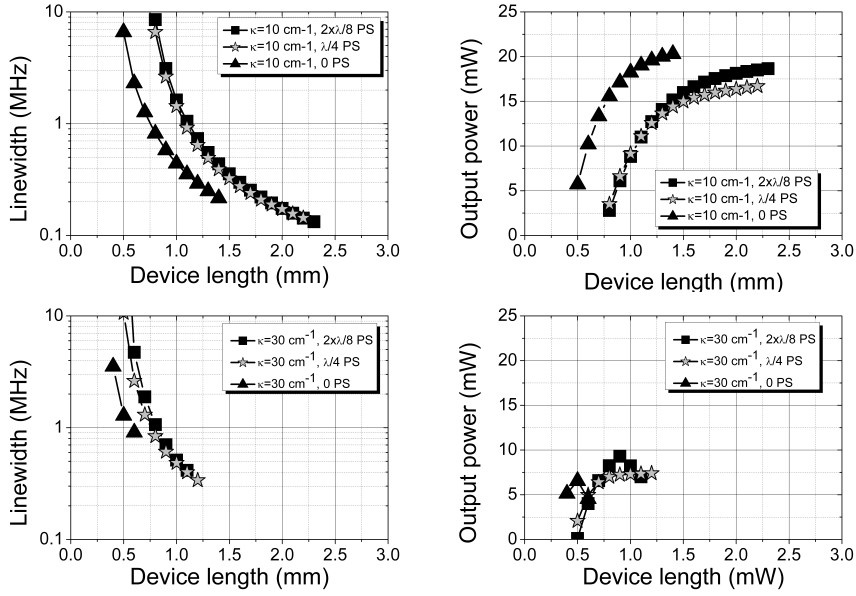 10
1
0.1
Linewidth (MHz)
κ=10 cm-1, 2xλ/8 PS
κ=10 cm-1, λ/4 PS
κ=10 cm-1, 0 PS
0.0 0.5 1.0 1.5 2.0 2.5 3.0
Device length (mm)
25
20
15
10
5
0
Output power (mW)
κ=10 cm-1, 2xλ/8 PS
κ=10 cm-1, λ/4 PS
κ=10 cm-1, 0 PS
0.0 0.5 1.0 1.5 2.0 2.5 3.0
Device length (mm)
10
1
0.1
Linewidth (MHz)
κ=30 cm⁻¹, 2xλ/8 PS
κ=30 cm⁻¹, λ/4 PS
κ=30 cm⁻¹, 0 PS
0.0 0.5 1.0 1.5 2.0 2.5 3.0
Device length (mm)
25
20
15
10
5
0
Output power (mW)
κ=30 cm⁻¹, 2xλ/8 PS
κ=30 cm⁻¹, λ/4 PS
κ=30 cm⁻¹, 0 PS
0.0 0.5 1.0 1.5 2.0 2.5 3.0
Device length (mW)